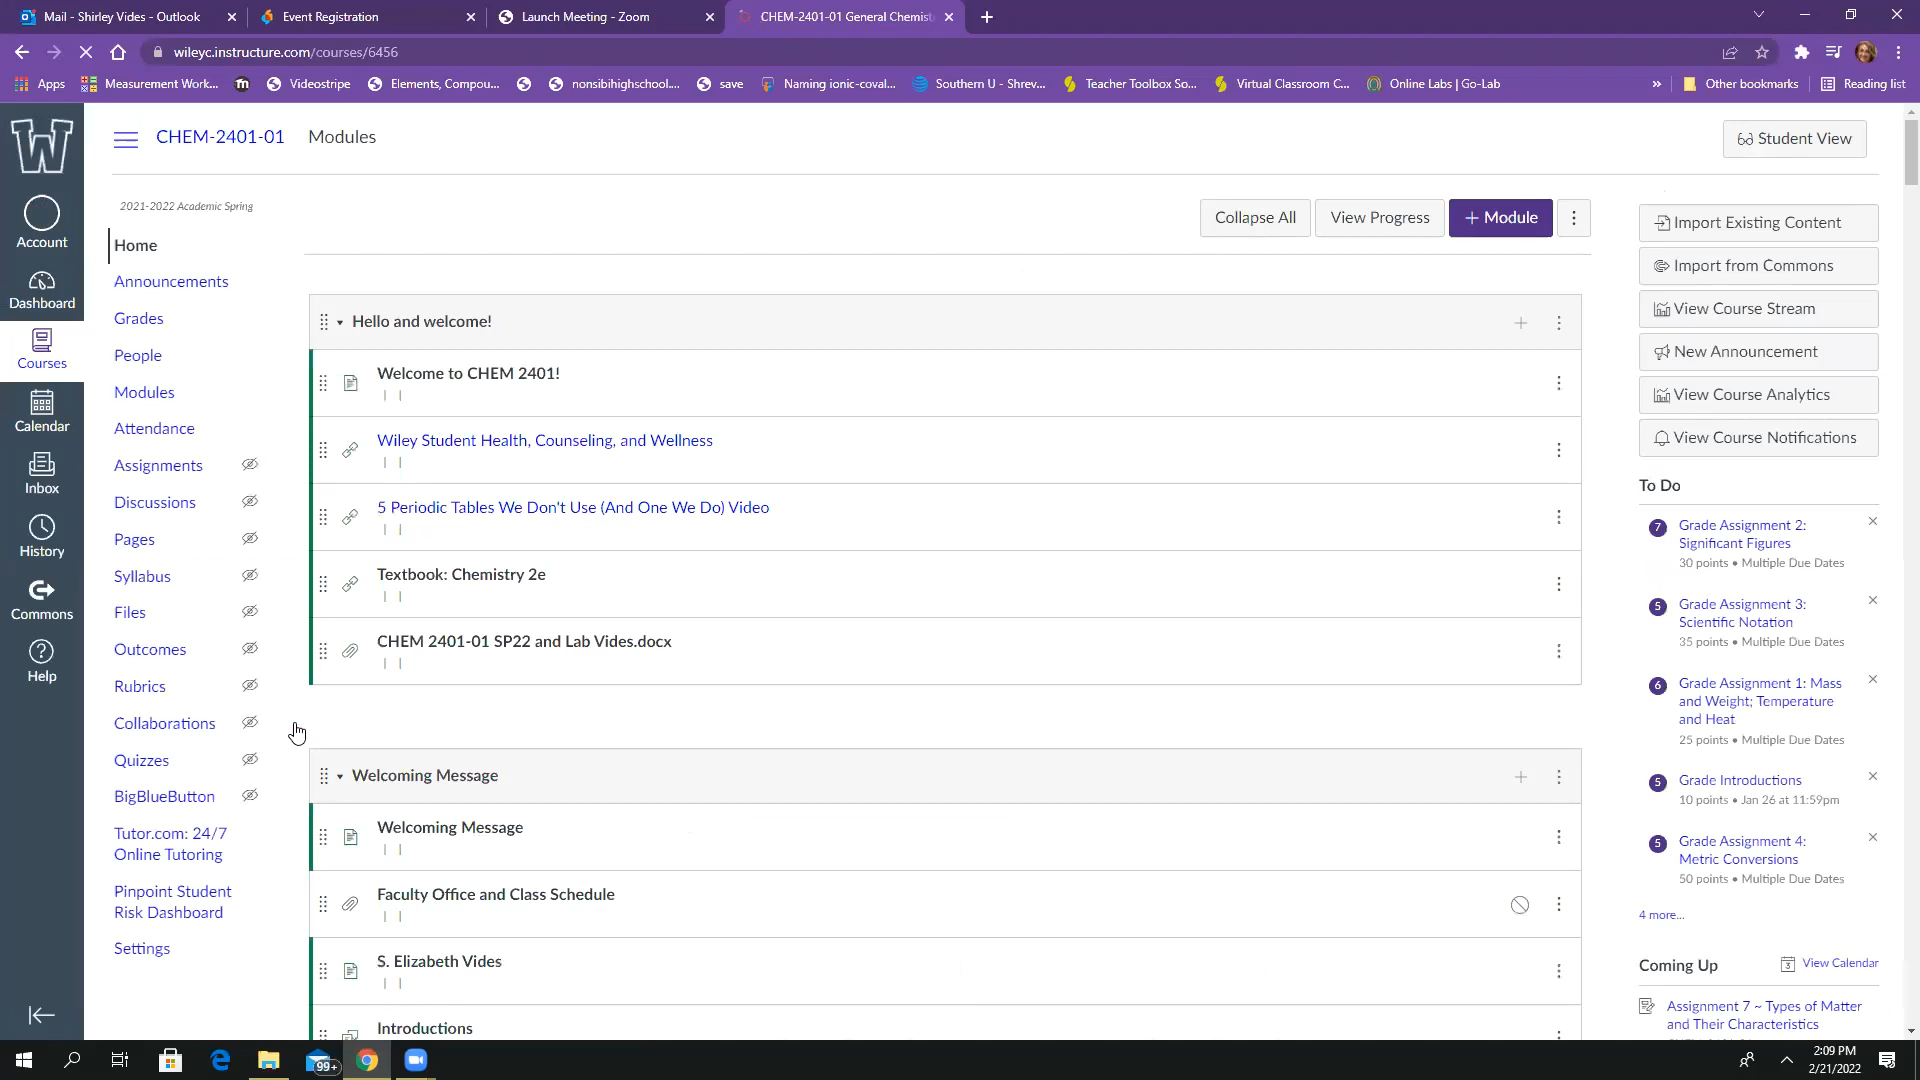 Mail - Shirley Vides - Outlook
Event Registration
Launch Meeting - Zoom
CHEM-2401-01 General Chemist
wileyc.instructure.com/courses/6456
Apps
Measurement Work...
Videostripe
Elements, Compou...
nonsibihighschool....
save
Naming ionic-coval...
Southern U - Shrev...
Teacher Toolbox So...
Virtual Classroom C...
Online Labs | Go-Lab
»
Other bookmarks
Reading list
W
Account
Dashboard
Courses
Calendar
Inbox
History
Commons
Help
CHEM-2401-01
Modules
Student View
2021-2022 Academic Spring
Home
Announcements
Grades
People
Modules
Attendance
Assignments
Discussions
Pages
Syllabus
Files
Outcomes
Rubrics
Collaborations
Quizzes
BigBlueButton
Tutor.com: 24/7
Online Tutoring
Pinpoint Student
Risk Dashboard
Settings
Collapse All
View Progress
+ Module
Hello and welcome!
Welcome to CHEM 2401!
| |
Wiley Student Health, Counseling, and Wellness
| |
5 Periodic Tables We Don't Use (And One We Do) Video
| |
Textbook: Chemistry 2e
| |
CHEM 2401-01 SP22 and Lab Vides.docx
| |
Welcoming Message
Welcoming Message
| |
Faculty Office and Class Schedule
| |
S. Elizabeth Vides
| |
Introductions
Import Existing Content
Import from Commons
View Course Stream
New Announcement
View Course Analytics
View Course Notifications
To Do
7
Grade Assignment 2:
Significant Figures
30 points • Multiple Due Dates
5
Grade Assignment 3:
Scientific Notation
35 points • Multiple Due Dates
6
Grade Assignment 1: Mass
and Weight; Temperature
and Heat
25 points • Multiple Due Dates
5
Grade Introductions
10 points • Jan 26 at 11:59pm
5
Grade Assignment 4:
Metric Conversions
50 points • Multiple Due Dates
4 more...
Coming Up
View Calendar
Assignment 7 ~ Types of Matter
and Their Characteristics
99+
2:09 PM
2/21/2022